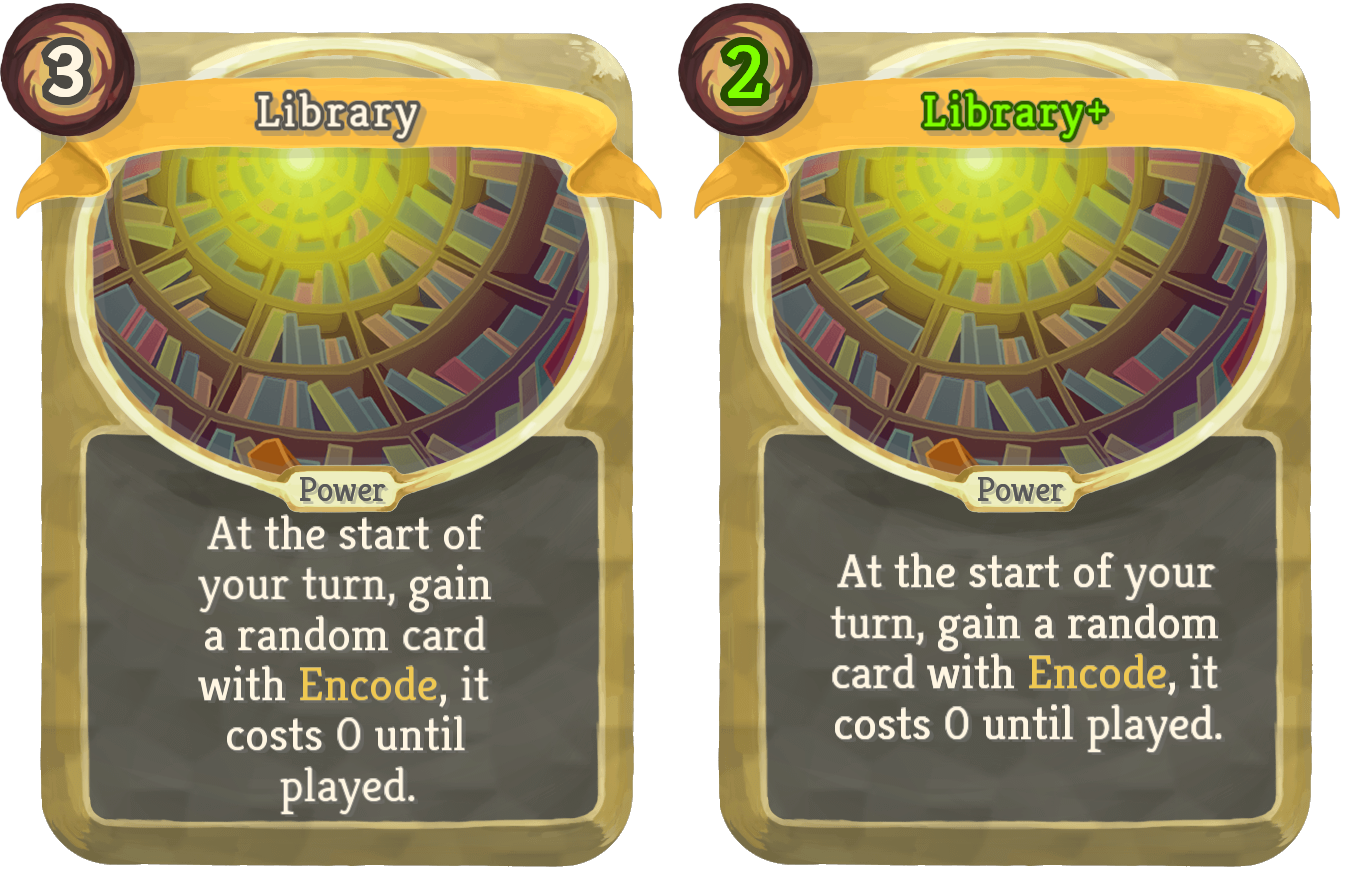 3
Library
Power
At the start of
your turn, gain
a random card
with Encode, it
costs 0 until
played.
2
Library+
Power
At the start of your
turn, gain a random
card with Encode, it
costs 0 until played.